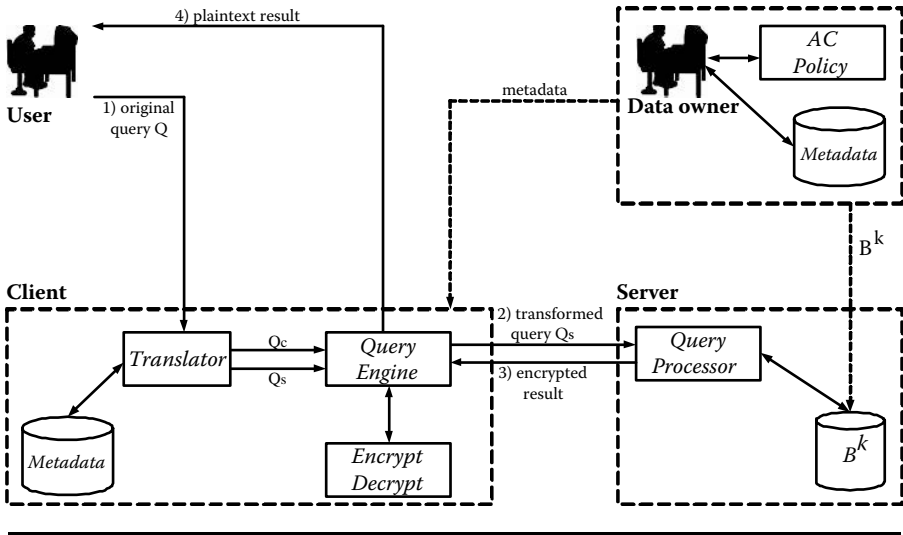 4) plaintext result
User
1) original
query Q
metadata
Data owner
AC
Policy
Metadata
B^k
Client
Server
Translator
Qc
Qs
Query
Engine
2) transformed
query Qs
3) encrypted
result
Query
Processor
Metadata
Encrypt
Decrypt
B^k